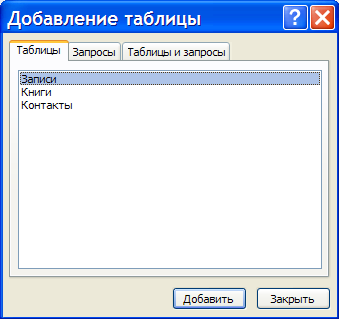 Добавление таблицы
Таблицы Запросы Таблицы и запросы
Записи
Книги
Контакты
Добавить Закрыть